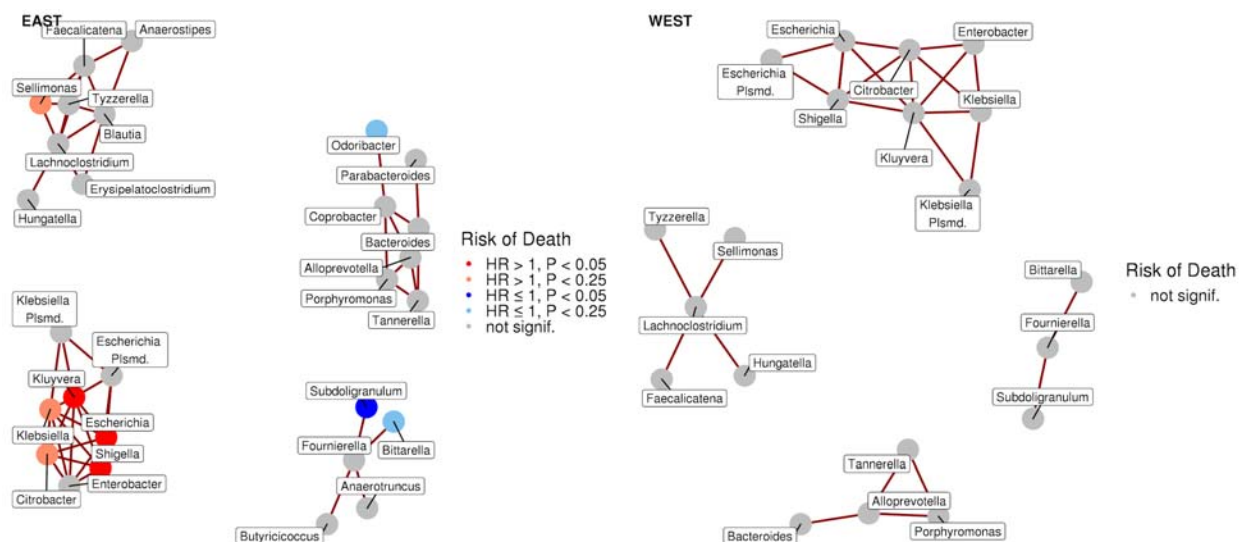 EAST
Faecalicatena
Anaerostipes
Sellimonas
Tyzzerella
Blautia
Lachnoclostridium
Erysipelatoclostridium
Hungatella
Odoribacter
Parabacteroides
Coprobacter
Bacteroides
Alloprevotella
Porphyromonas
Tannerella
Risk of Death
HR > 1, P < 0.05
HR > 1, P < 0.25
HR ≤ 1, P < 0.05
HR ≤ 1, P < 0.25
not signif.
Klebsiella
Plsmd.
Escherichia
Plsmd.
Kluyvera
Escherichia
Klebsiella
Shigella
Enterobacter
Citrobacter
Subdoligranulum
Fournierella
Bittarella
Anaerotruncus
Butyricicoccus
WEST
Escherichia
Enterobacter
Escherichia
Plsmd.
Citrobacter
Klebsiella
Shigella
Kluyvera
Klebsiella
Plsmd.
Tyzzerella
Sellimonas
Lachnoclostridium
Hungatella
Faecalicatena
Bittarella
Fournierella
Subdoligranulum
Risk of Death
not signif.
Tannerella
Alloprevotella
Bacteroides
Porphyromonas